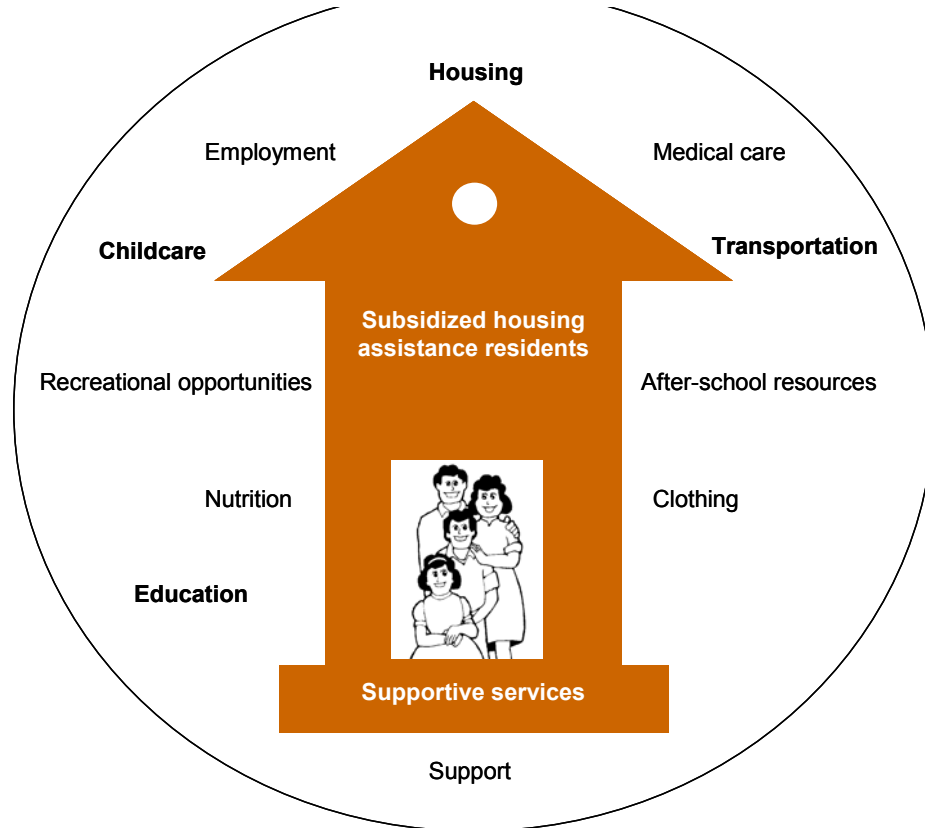 Housing
Employment
Medical care
Childcare
Transportation
Subsidized housing
assistance residents
Recreational opportunities
After-school resources
Nutrition
Clothing
Education
Supportive services
Support